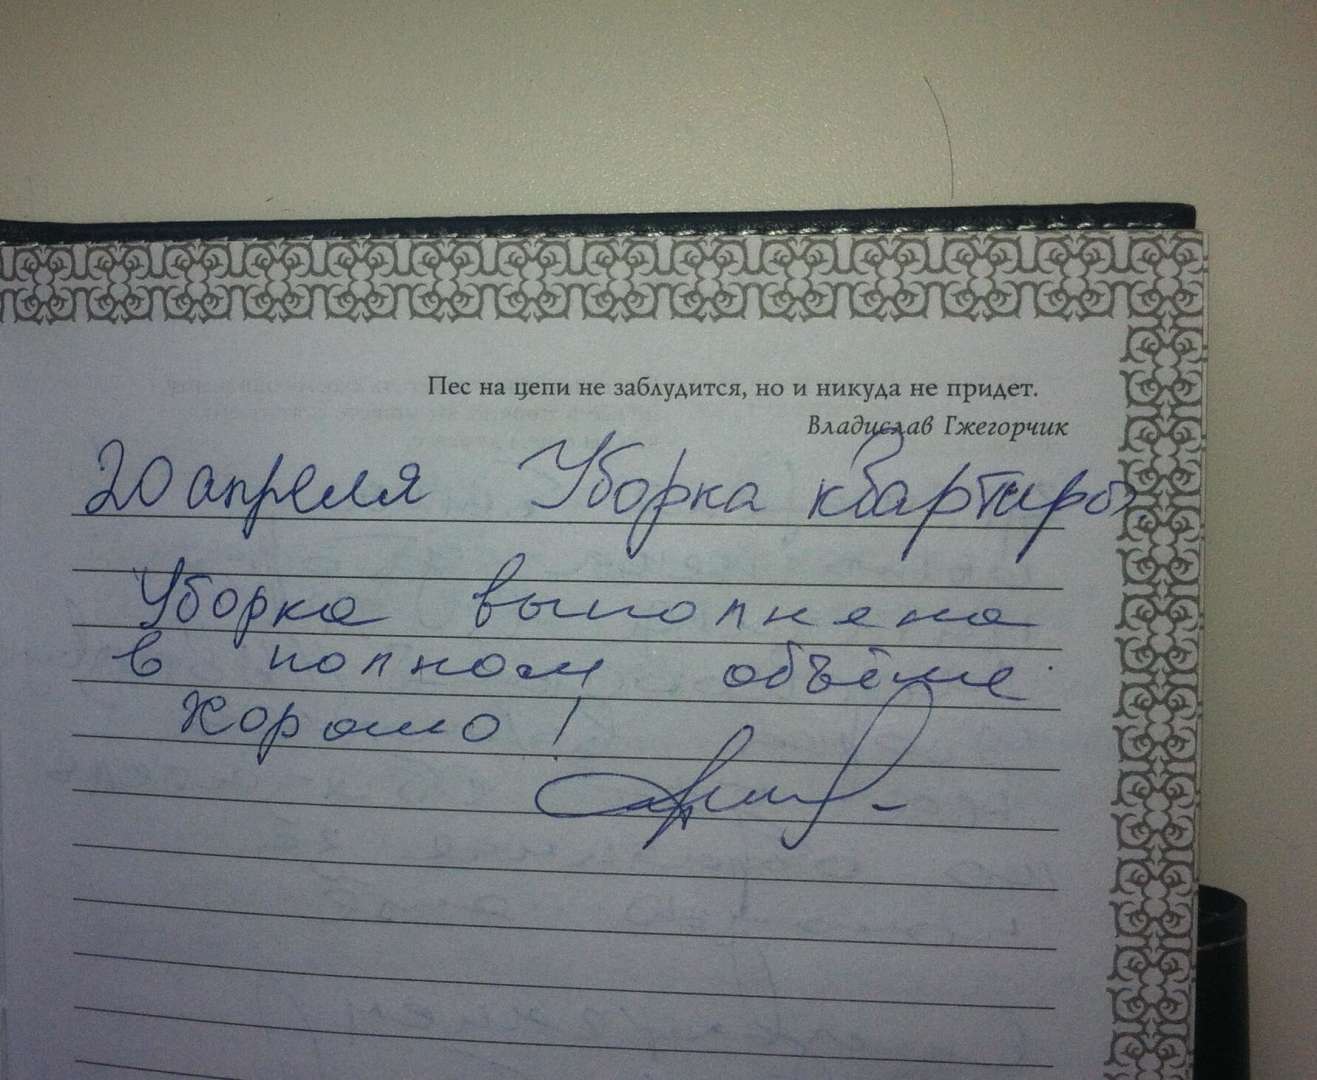 Пес на цепи не заблудится, но и никуда не придет.
Владислав Гжегорчик
20 апреля Уборка квартиры
Уборка выполнена
в полном объёме.
Хорошо!